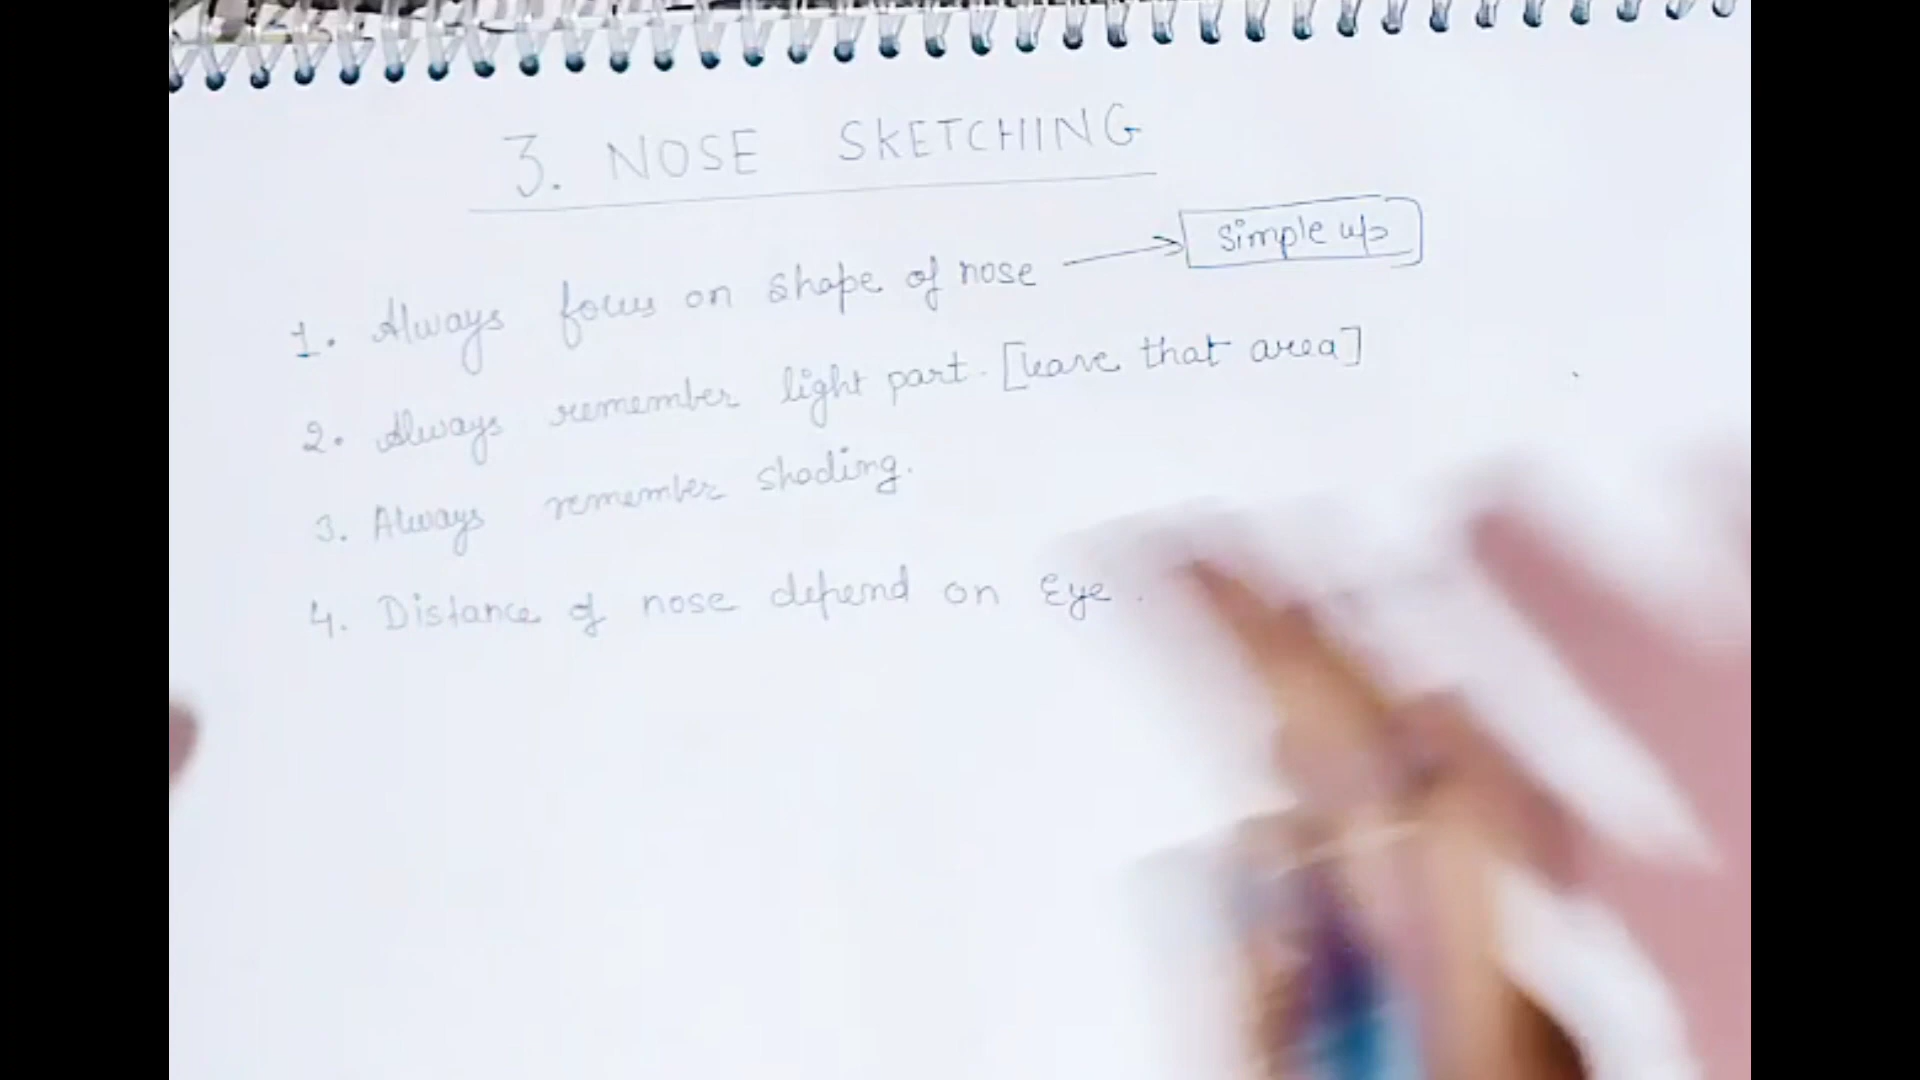 3. NOSE SKETCHING
1. Always focus on shape of nose → simple up
2. Always remember light part. [leave that area]
3. Always remember shading.
4. Distance of nose depend on Eye.